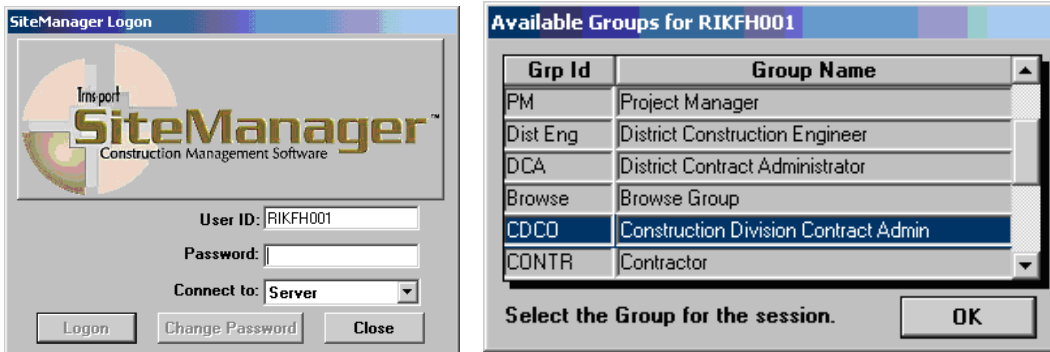 SiteManager Logon
Trns•port
SiteManager™
Construction Management Software
User ID: RIKFH001
Password:
Connect to: Server
Logon Change Password Close
Available Groups for RIKFH001
Grp Id Group Name
PM Project Manager
Dist Eng District Construction Engineer
DCA District Contract Administrator
Browse Browse Group
CDCO Construction Division Contract Admin
CONTR Contractor
Select the Group for the session. OK